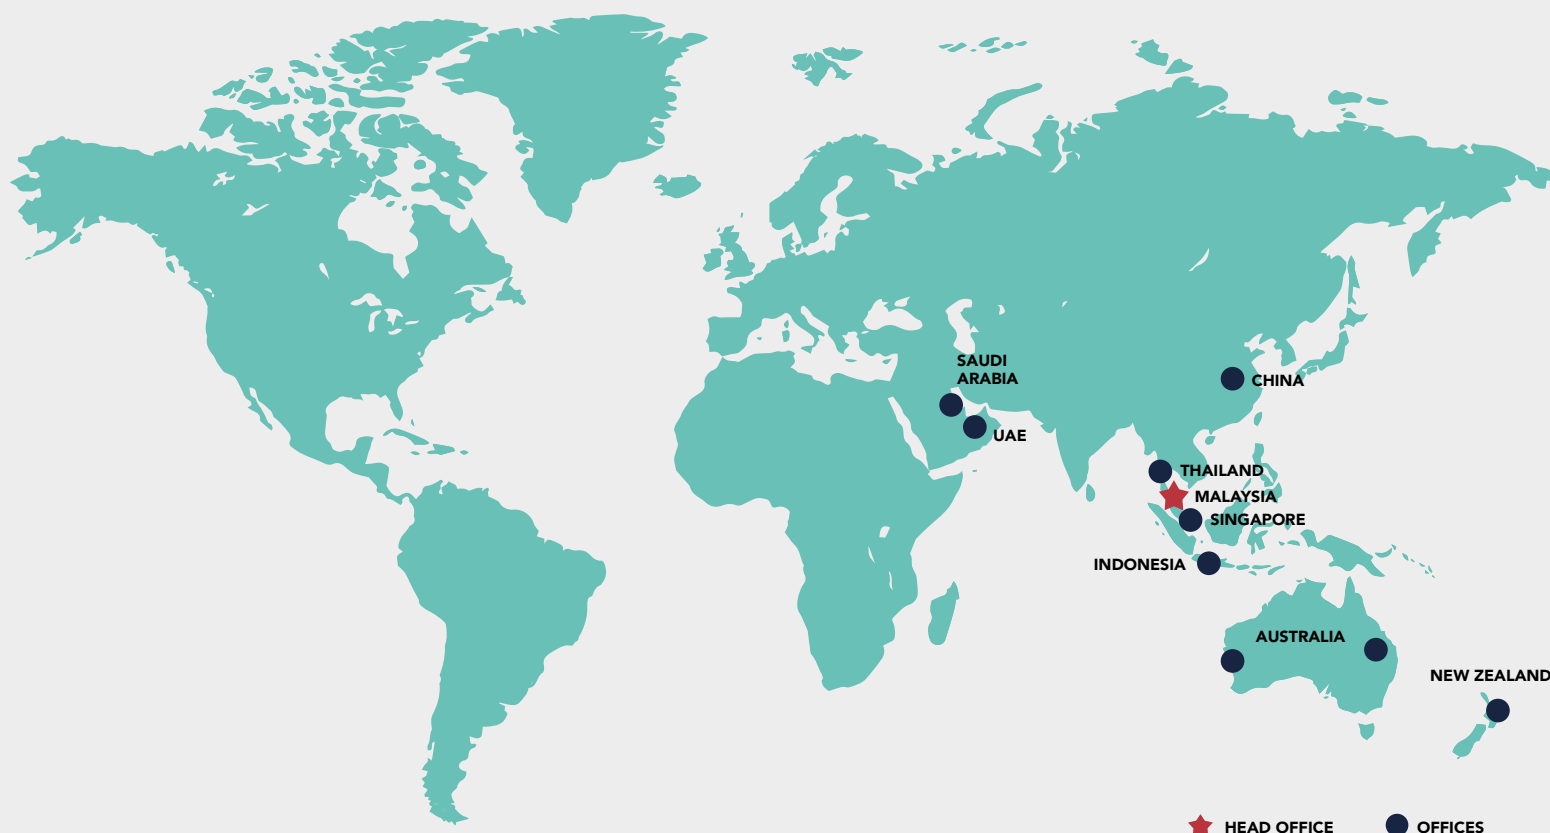 SAUDI
ARABIA
CHINA
UAE
THAILAND
MALAYSIA
SINGAPORE
INDONESIA
AUSTRALIA
NEW ZEALAND
HEAD OFFICE
OFFICES